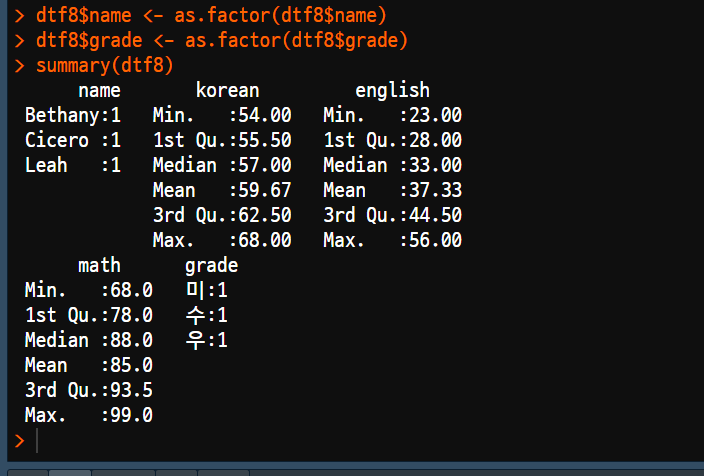 > dtf8$name <- as.factor(dtf8$name)
> dtf8$grade <- as.factor(dtf8$grade)
> summary(dtf8)
      name       korean         english
 Bethany:1   Min.   :54.00   Min.   :23.00
 Cicero :1   1st Qu.:55.50   1st Qu.:28.00
 Leah   :1   Median :57.00   Median :33.00
             Mean   :59.67   Mean   :37.33
             3rd Qu.:62.50   3rd Qu.:44.50
             Max.   :68.00   Max.   :56.00
      math      grade
 Min.   :68.0   미:1
 1st Qu.:78.0   수:1
 Median :88.0   우:1
 Mean   :85.0
 3rd Qu.:93.5
 Max.   :99.0
>